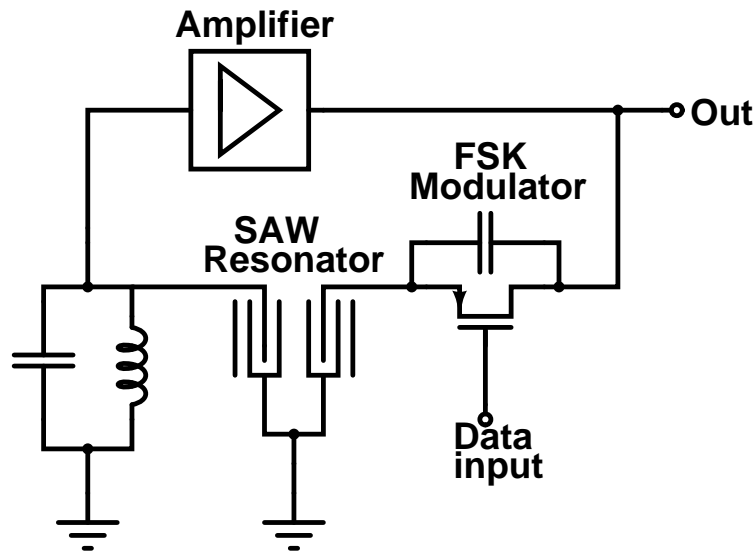 Amplifier
Out
FSK
Modulator
SAW
Resonator
Data
input